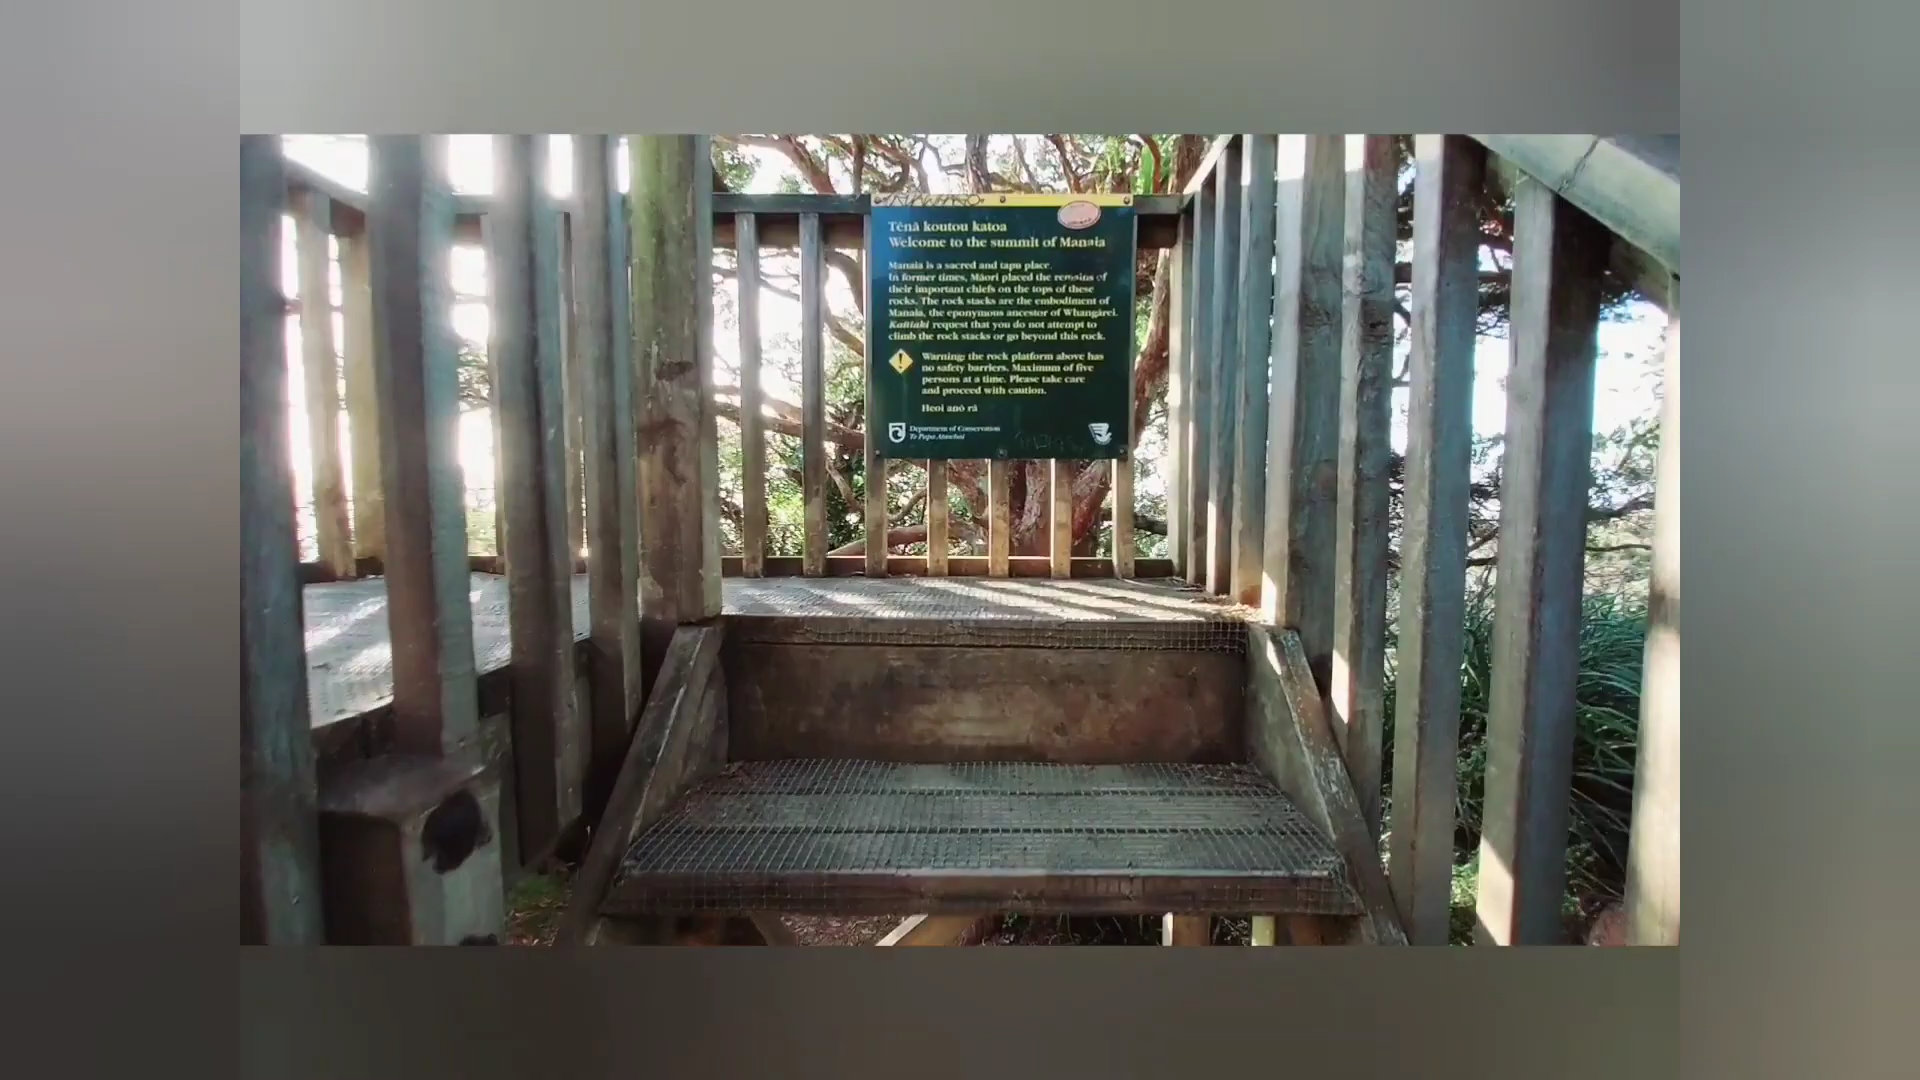 Tēnā koutou katoa
Welcome to the summit of Manaia
Manaia is a sacred and tapu place.
In former times, Māori placed the remains of
their important chiefs on the tops of these
rocks. The rock stacks are the embodiment of
Manaia, the eponymous ancestor of Whangārei.
Kaitiaki request that you do not attempt to
climb the rock stacks or go beyond this rock.
Warning: the rock platform above has
no safety barriers. Maximum of five
persons at a time. Please take care
and proceed with caution.
Heoi anō rā
Department of Conservation
Te Papa Atawhai